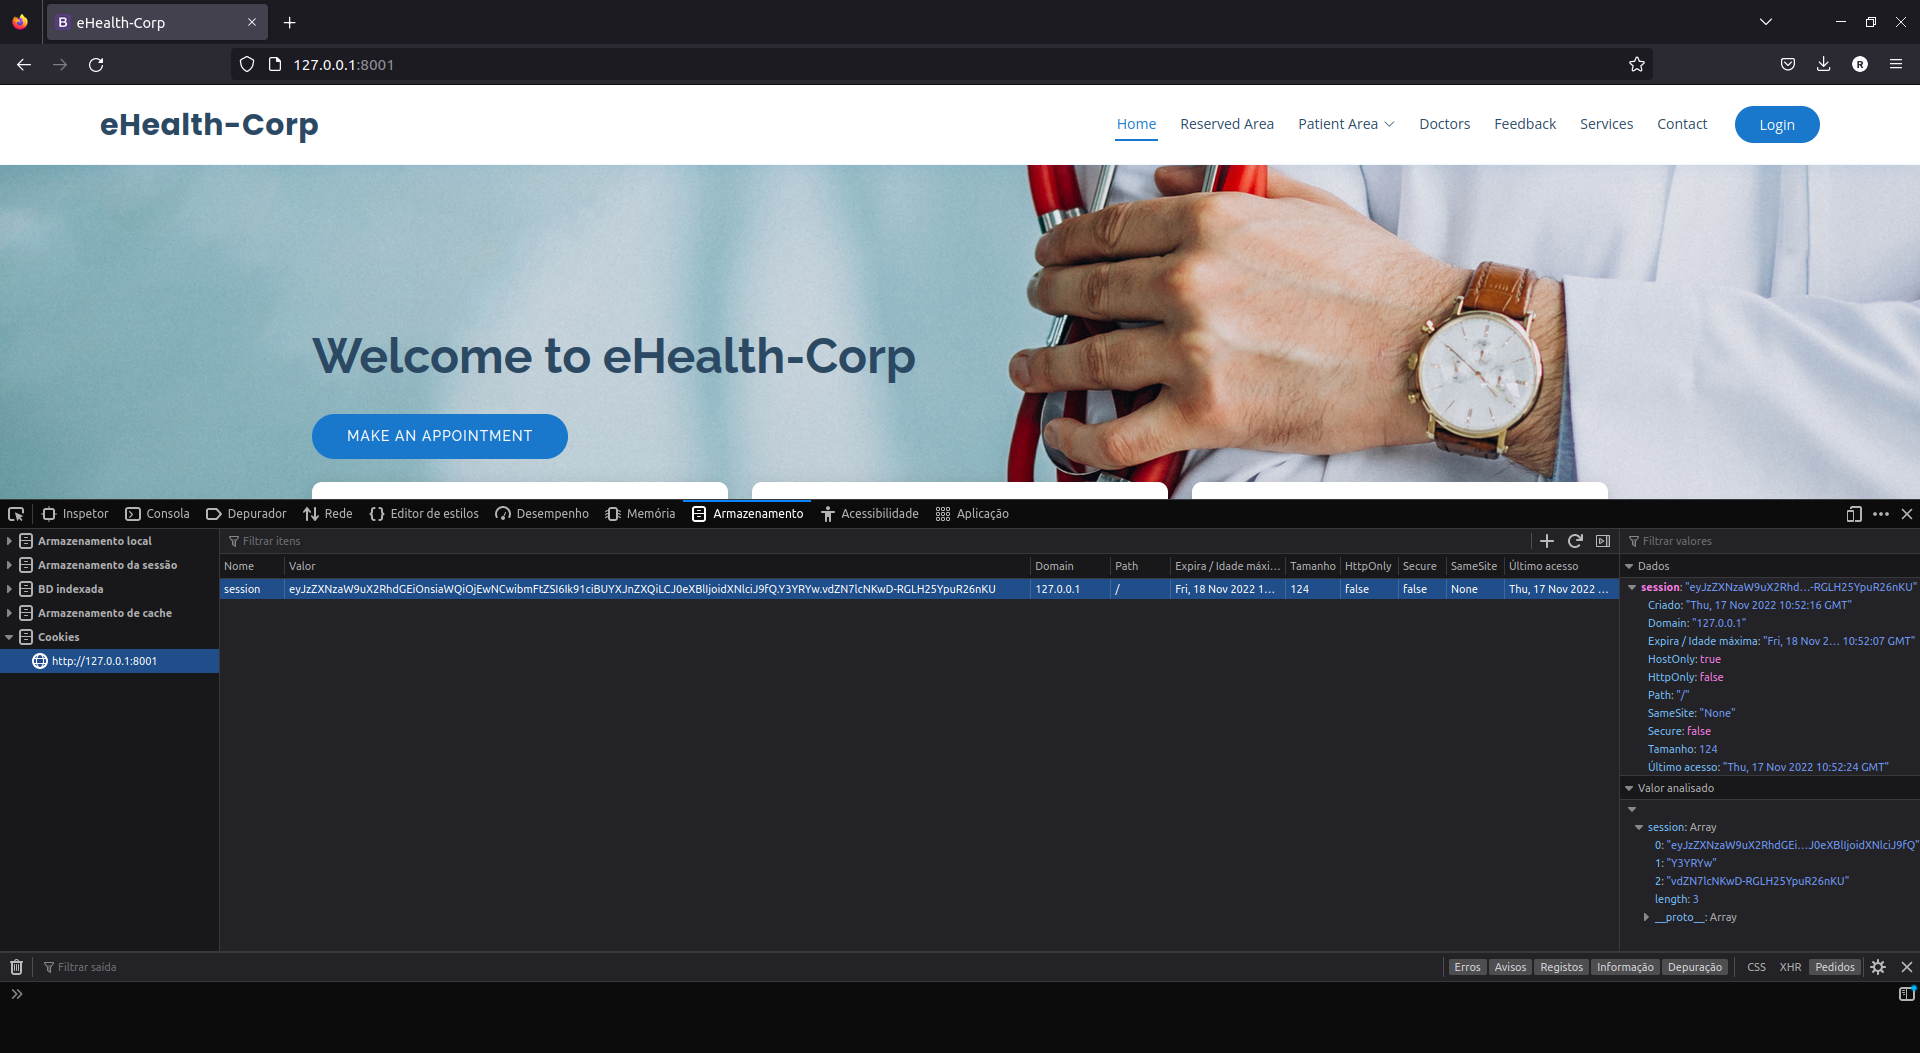 eHealth-Corp
127.0.0.1:8001
eHealth-Corp
Home Reserved Area Patient Area Doctors Feedback Services Contact Login
Welcome to eHealth-Corp
MAKE AN APPOINTMENT
Inspetor Consola Depurador Rede Editor de estilos Desempenho Memória Armazenamento Acessibilidade Aplicação
Armazenamento local
Armazenamento da sessão
BD indexada
Armazenamento de cache
Cookies
http://127.0.0.1:8001
Filtrar itens
Nome Valor Domain Path Expira / Idade máxi... Tamanho HttpOnly Secure SameSite Último acesso
session eyJzZXNzaW9uX2RhdGEiOnsiaWQiOjEwNCwibmFtZSI6Ik91ciBUYXJnZXQiLCJ0eXBlIjoidXNlciJ9fQ.Y3YRYw.vdZN7lcNKwD-RGLH25YpuR26nKU 127.0.0.1 / Fri, 18 Nov 2022 1... 124 false false None Thu, 17 Nov 2022 ...
Filtrar valores
Dados
session: "eyJzZXNzaW9uX2Rhd...-RGLH25YpuR26nKU"
Criado: "Thu, 17 Nov 2022 10:52:16 GMT"
Domain: "127.0.0.1"
Expira / Idade máxima: "Fri, 18 Nov 2... 10:52:07 GMT"
HostOnly: true
HttpOnly: false
Path: "/"
SameSite: "None"
Secure: false
Tamanho: 124
Último acesso: "Thu, 17 Nov 2022 10:52:24 GMT"
Valor analisado
session: Array
0: "eyJzZXNzaW9uX2RhdGEi...J0eXBlIjoidXNlciJ9fQ"
1: "Y3YRYw"
2: "vdZN7lcNKwD-RGLH25YpuR26nKU"
length: 3
__proto__: Array
Filtrar saída
Erros Avisos Registos Informação Depuração CSS XHR Pedidos